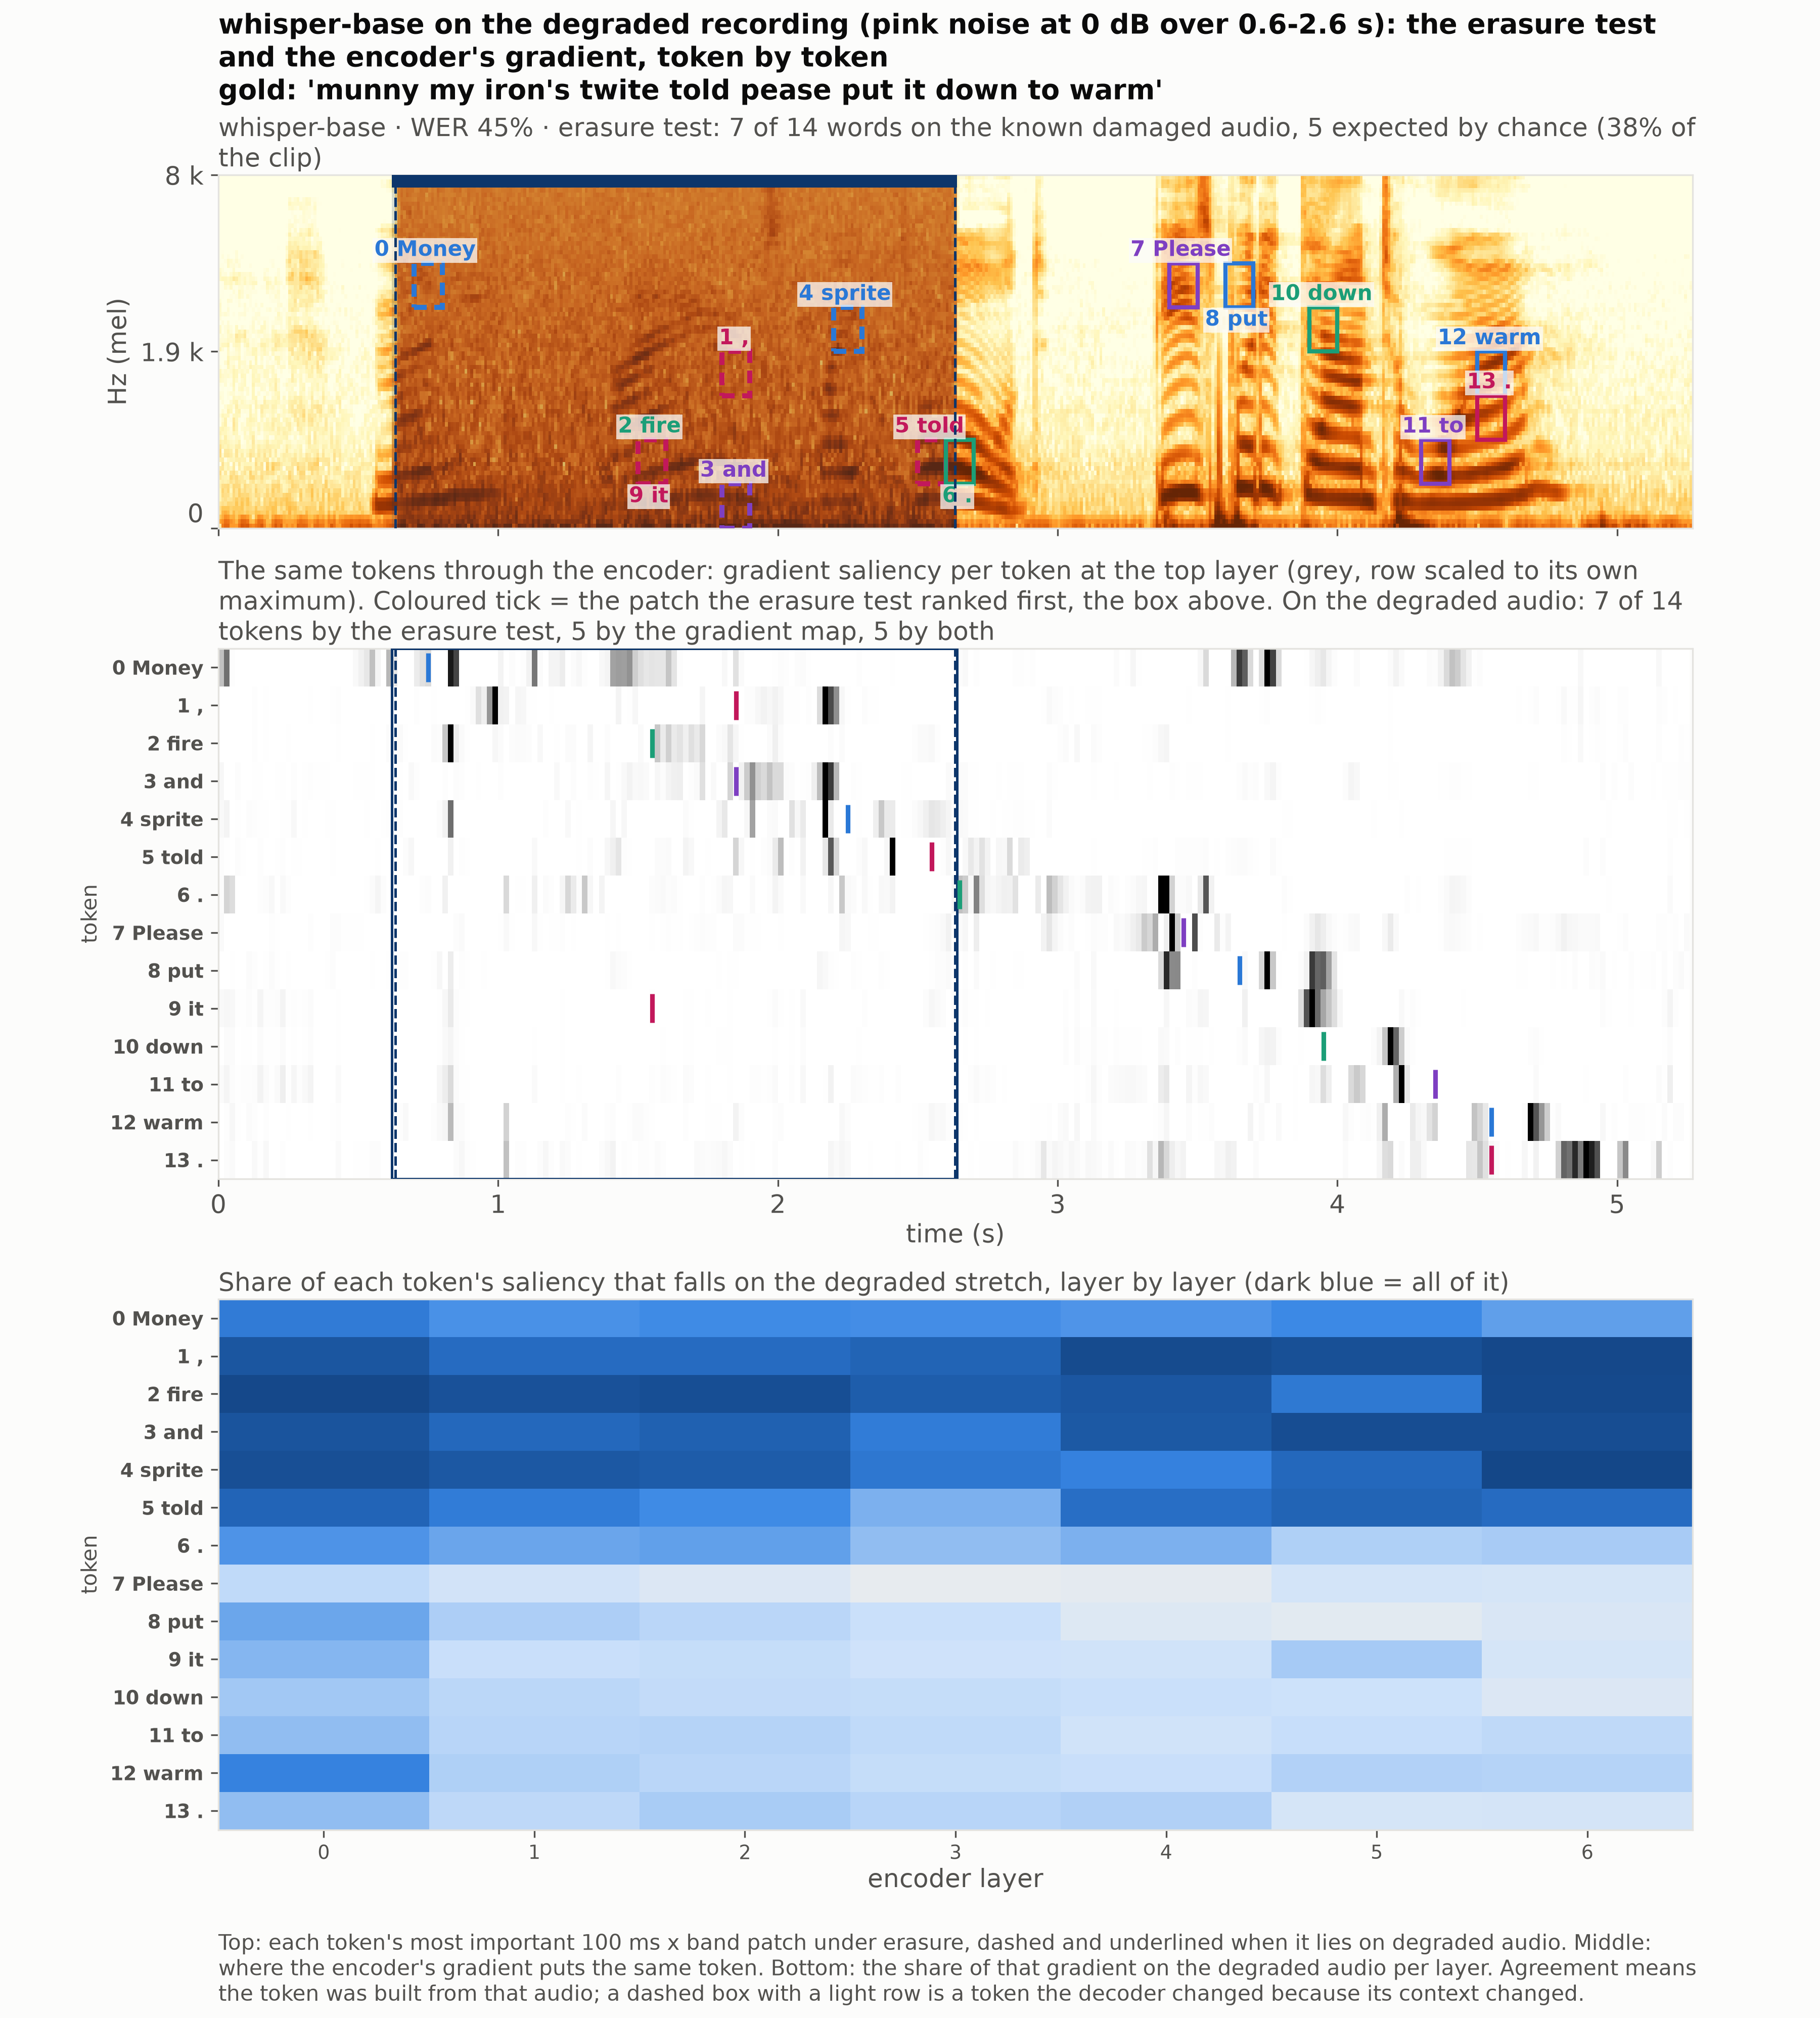 whisper-base on the degraded recording (pink noise at 0 dB over 0.6-2.6 s): the erasure test
and the encoder's gradient, token by token
gold: 'munny my iron's twite told pease put it down to warm'
whisper-base · WER 45% · erasure test: 7 of 14 words on the known damaged audio, 5 expected by chance (38% of
the clip)
8 k
1.9 k
0
Hz (mel)
0 Money
7 Please
4 sprite
10 down
8 put
1 ,
12 warm
13 .
2 fire
5 told
11 to
3 and
9 it
6 .
The same tokens through the encoder: gradient saliency per token at the top layer (grey, row scaled to its own
maximum). Coloured tick = the patch the erasure test ranked first, the box above. On the degraded audio: 7 of 14
tokens by the erasure test, 5 by the gradient map, 5 by both
token
0 Money
1 ,
2 fire
3 and
4 sprite
5 told
6 .
7 Please
8 put
9 it
10 down
11 to
12 warm
13 .
0 1 2 3 4 5
time (s)
Share of each token's saliency that falls on the degraded stretch, layer by layer (dark blue = all of it)
token
0 Money
1 ,
2 fire
3 and
4 sprite
5 told
6 .
7 Please
8 put
9 it
10 down
11 to
12 warm
13 .
0 1 2 3 4 5 6
encoder layer
Top: each token's most important 100 ms x band patch under erasure, dashed and underlined when it lies on degraded audio. Middle:
where the encoder's gradient puts the same token. Bottom: the share of that gradient on the degraded audio per layer. Agreement means
the token was built from that audio; a dashed box with a light row is a token the decoder changed because its context changed.